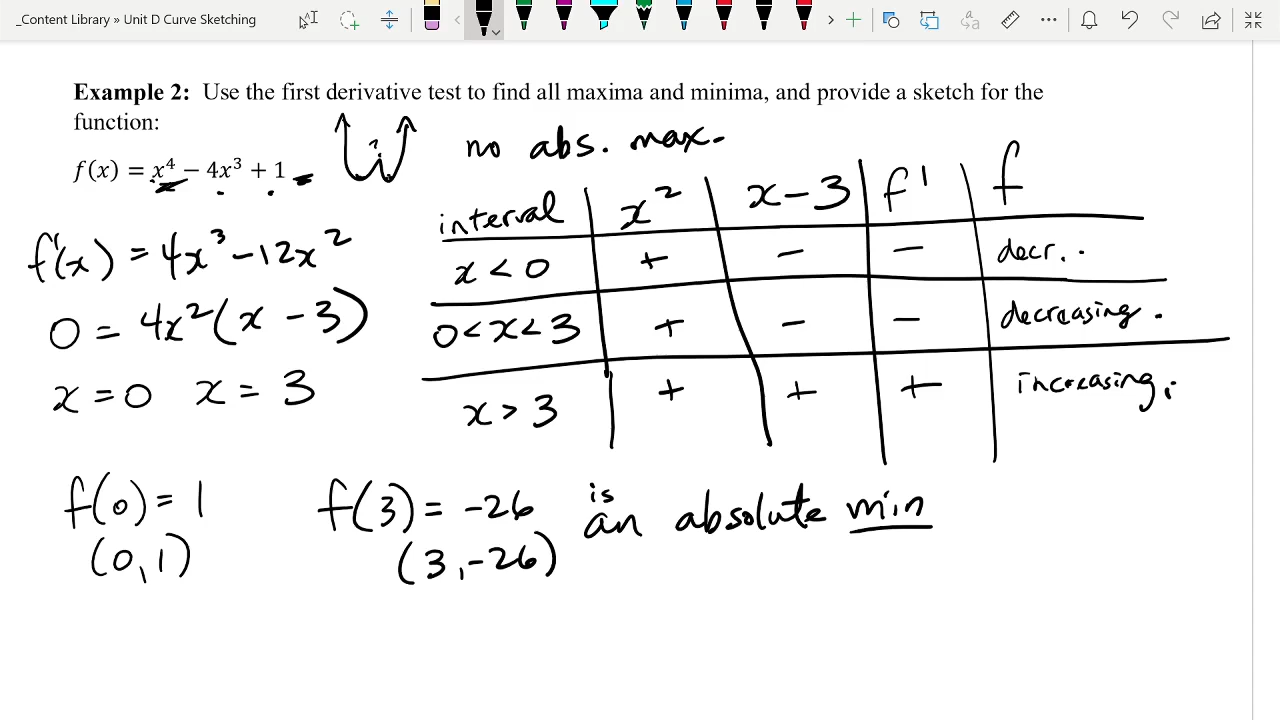 _Content Library » Unit D Curve Sketching
Example 2: Use the first derivative test to find all maxima and minima, and provide a sketch for the
function:
f(x) = x⁴ − 4x³ + 1
no abs. max.
f'(x) = 4x³ − 12x²
0 = 4x²(x − 3)
x = 0 x = 3
interval x² x − 3 f' f
x < 0 + − − decr.
0 < x < 3 + − − decreasing.
x > 3 + + + increasing.
f(0) = 1
(0, 1)
f(3) = -26 is an absolute min
(3, -26)